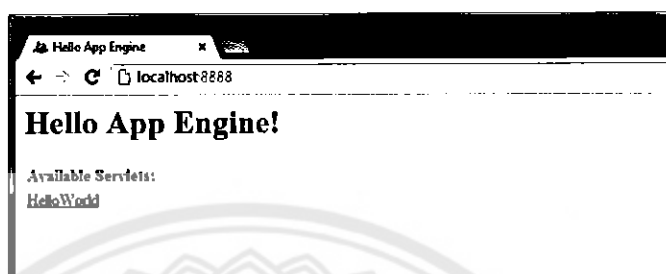 Hello App Engine
localhost:8888
Hello App Engine!
Available Servlets:
HelloWorld